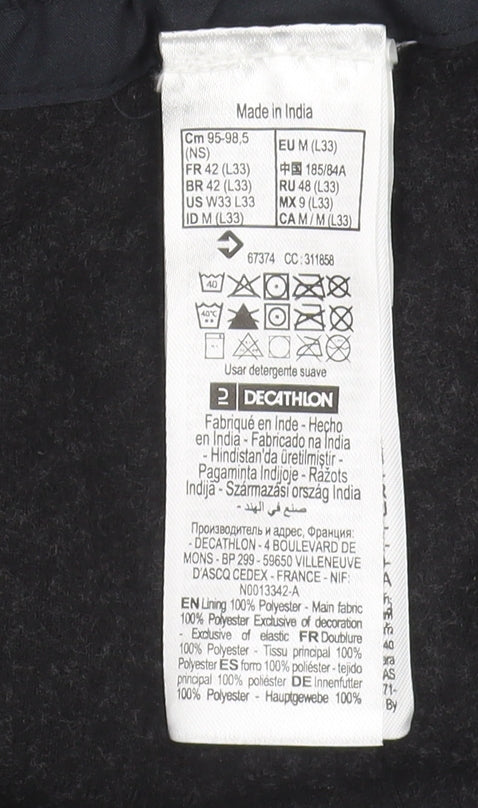 Made in India
Cm 95-98,5 (NS)
FR 42 (L33)
BR 42 (L33)
US W33 L33
ID M (L33)
EU M (L33)
中国 185/84A
RU 48 (L33)
MX 9 (L33)
CA M / M (L33)
67374 CC : 311858
40
40°C
Usar detergente suave
DECATHLON
Fabriqué en Inde - Hecho
en India - Fabricado na India
- Hindistan'da üretilmiştir -
Pagaminta Indijoje - Ražots
Indijā - Származási ország India
- صنع في الهند
Производитель и адрес, Франция:
- DECATHLON - 4 BOULEVARD DE
MONS - BP 299 - 59650 VILLENEUVE
D'ASCQ CEDEX - FRANCE - NIF:
N0013342-A
EN Lining 100% Polyester - Main fabric
100% Polyester Exclusive of decoration
- Exclusive of elastic FR Doublure
100% Polyester - Tissu principal 100%
Polyester ES forro 100% poliéster - tejido
principal 100% poliéster DE Innenfutter
100% Polyester - Hauptgewebe 100%
40
ara
AS
71-
By